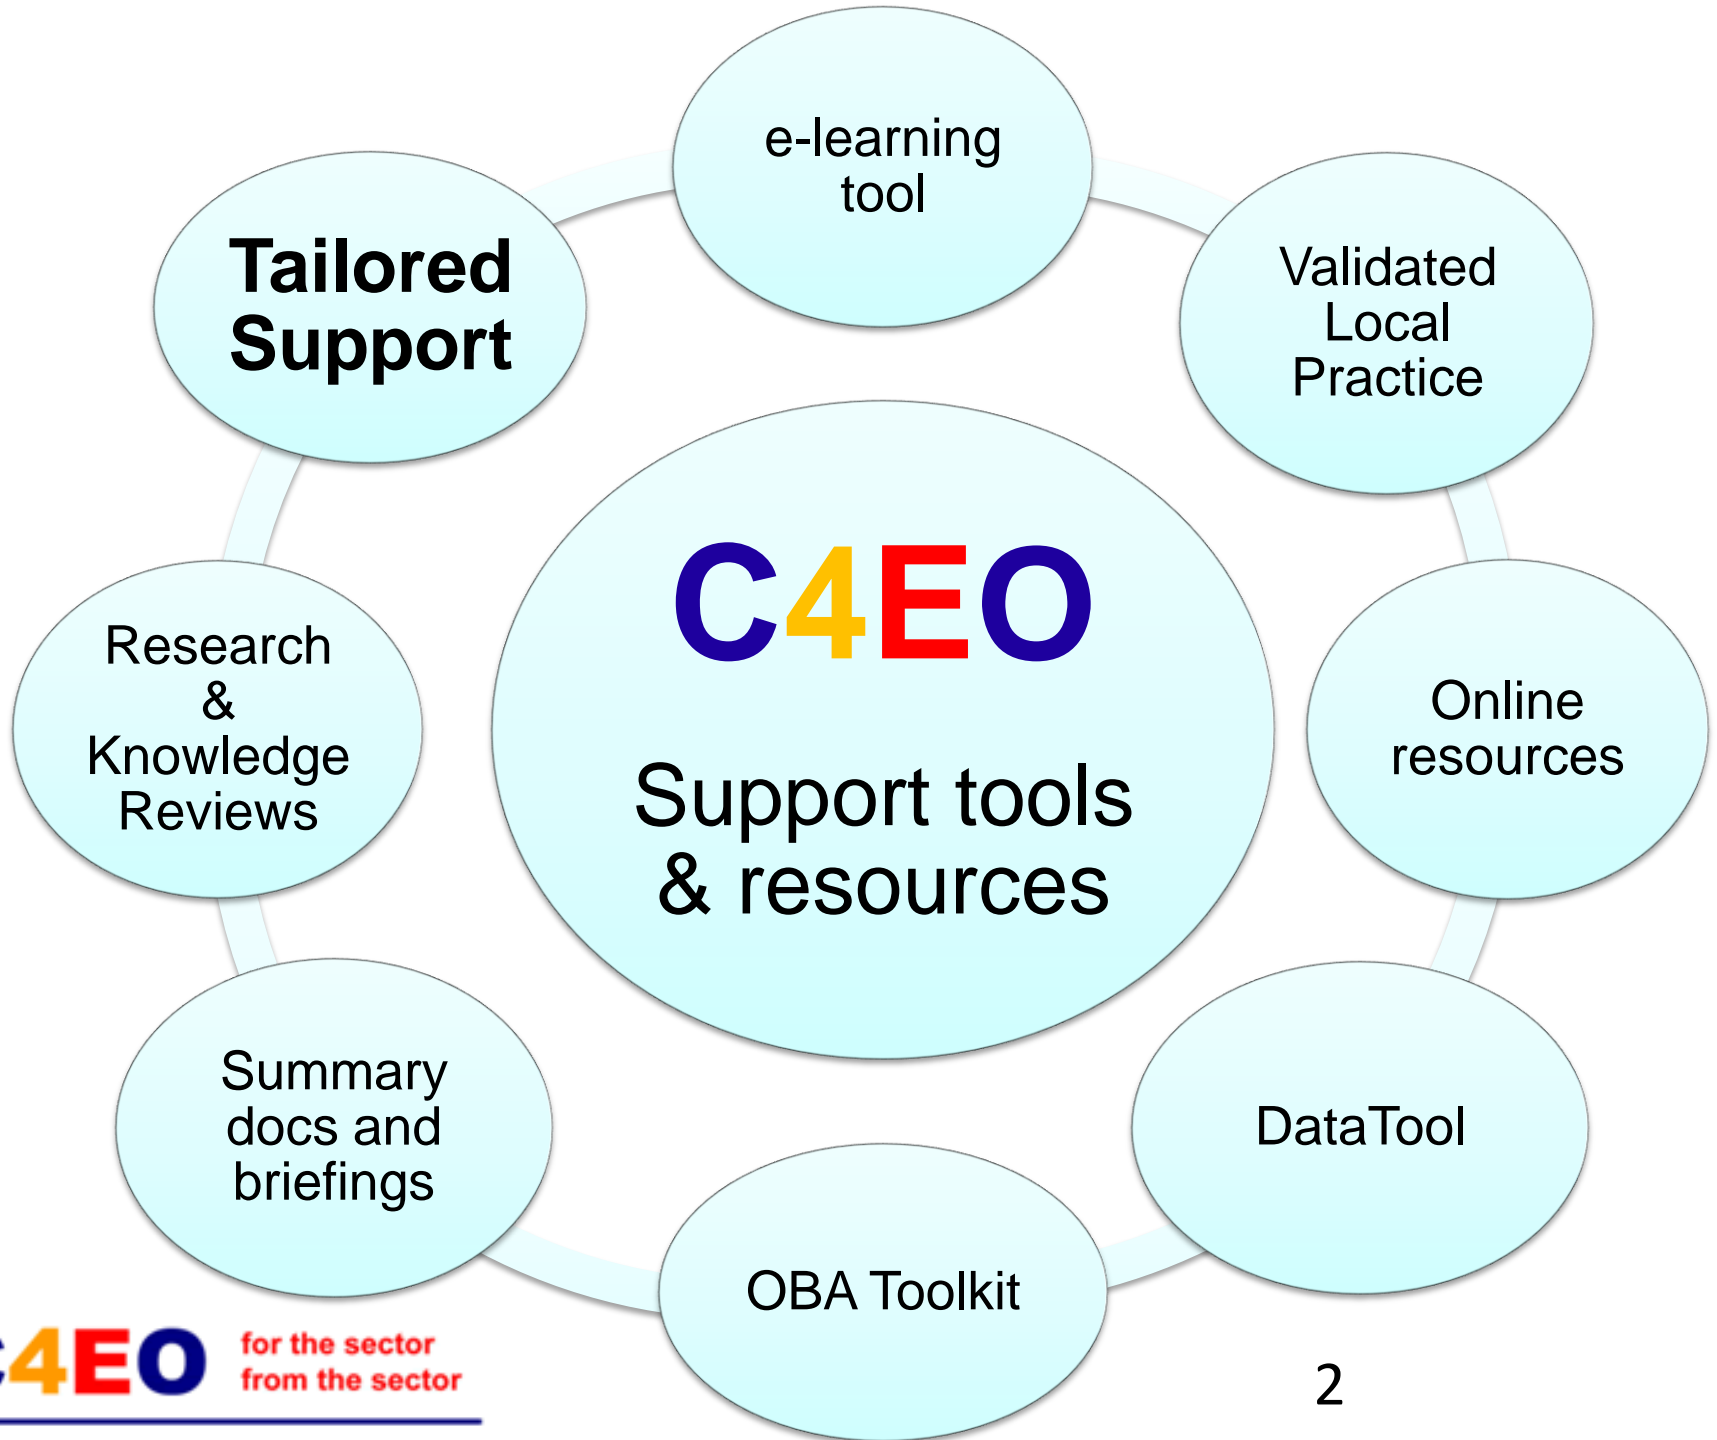 e-learning
tool
Validated
Local
Practice
Online
resources
DataTool
OBA Toolkit
Summary
docs and
briefings
Research
&
Knowledge
Reviews
Tailored
Support
C4EO
Support tools
& resources
C4EO
for the sector
from the sector
2